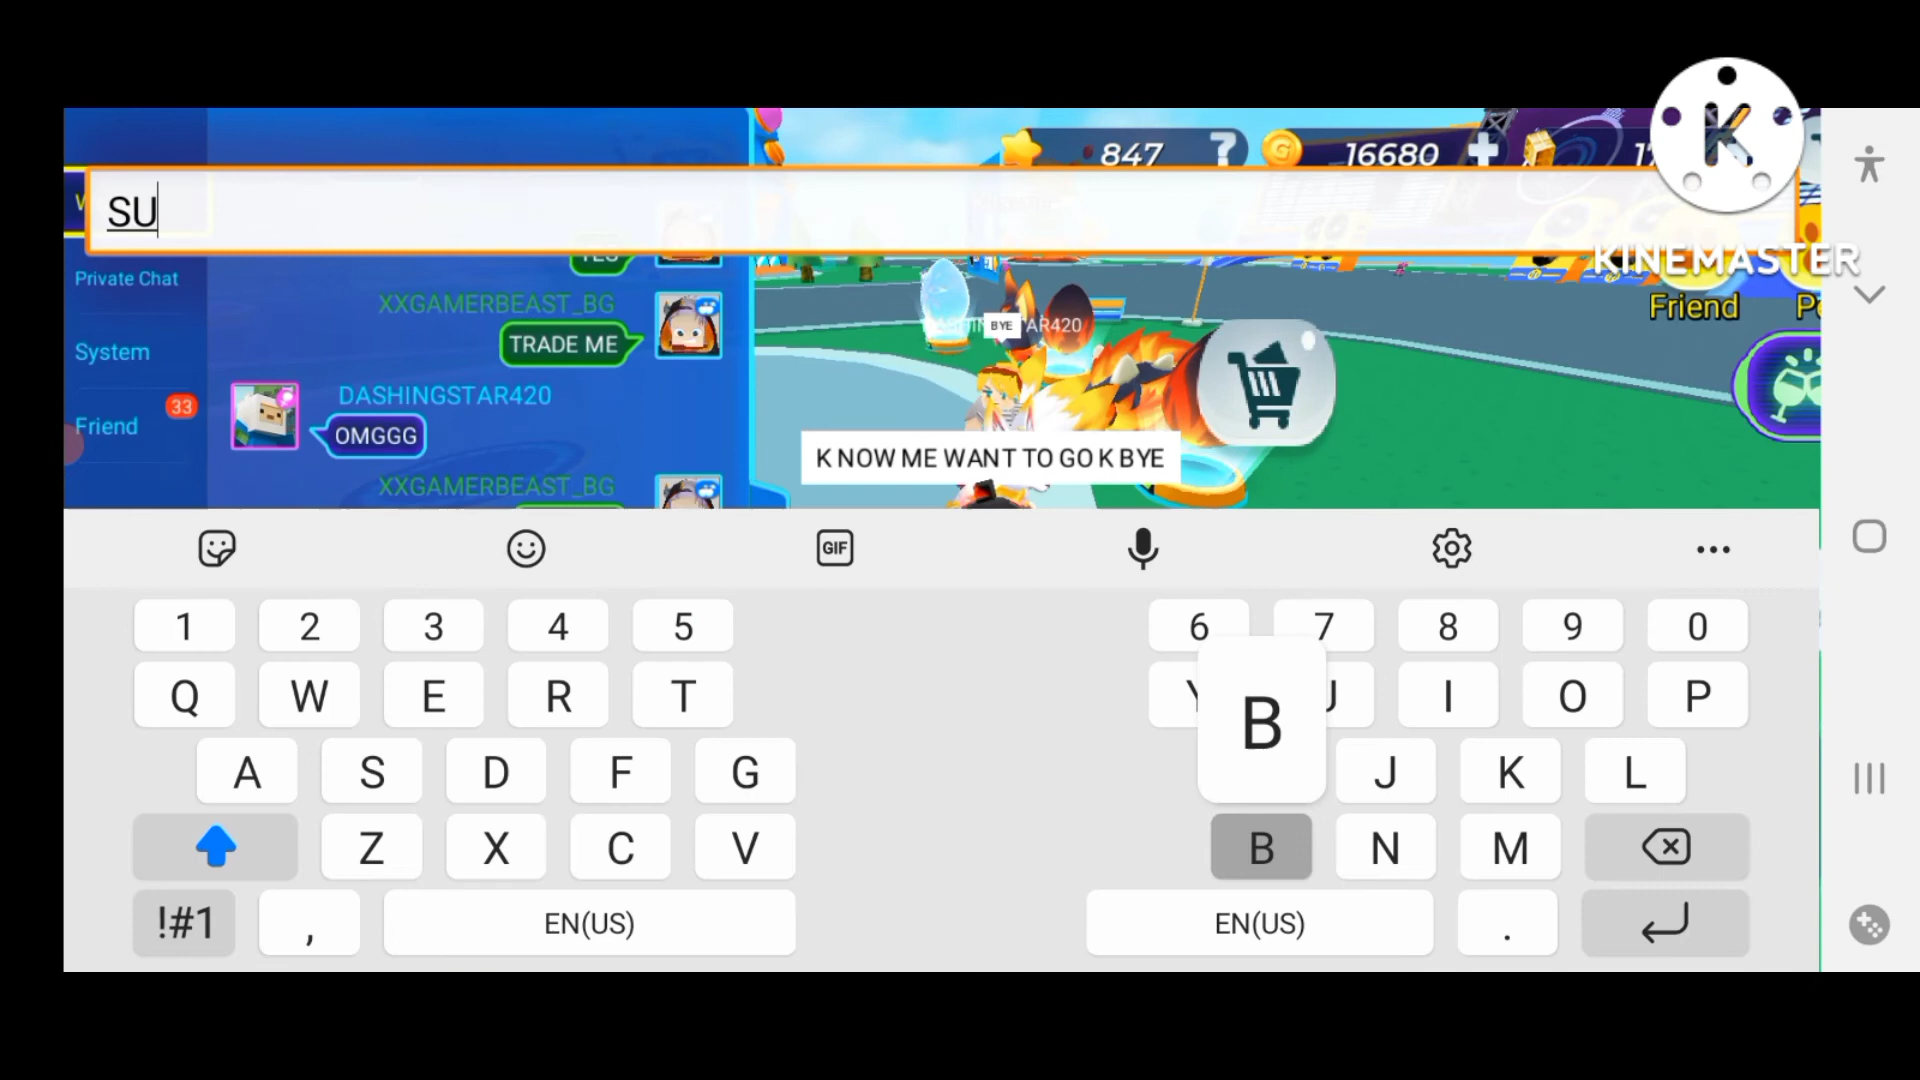 847 ? 16680
SU
KINEMASTER
Private Chat
XXGAMERBEAST_BG
TRADE ME
System
DASHINGSTAR420
33
Friend
OMGGG
XXGAMERBEAST_BG
BYE
AR420
K NOW ME WANT TO GO K BYE
Friend
GIF
1 2 3 4 5 6 7 8 9 0
Q W E R T I O P
B
A S D F G J K L
Z X C V B N M
!#1 , EN(US) EN(US) .